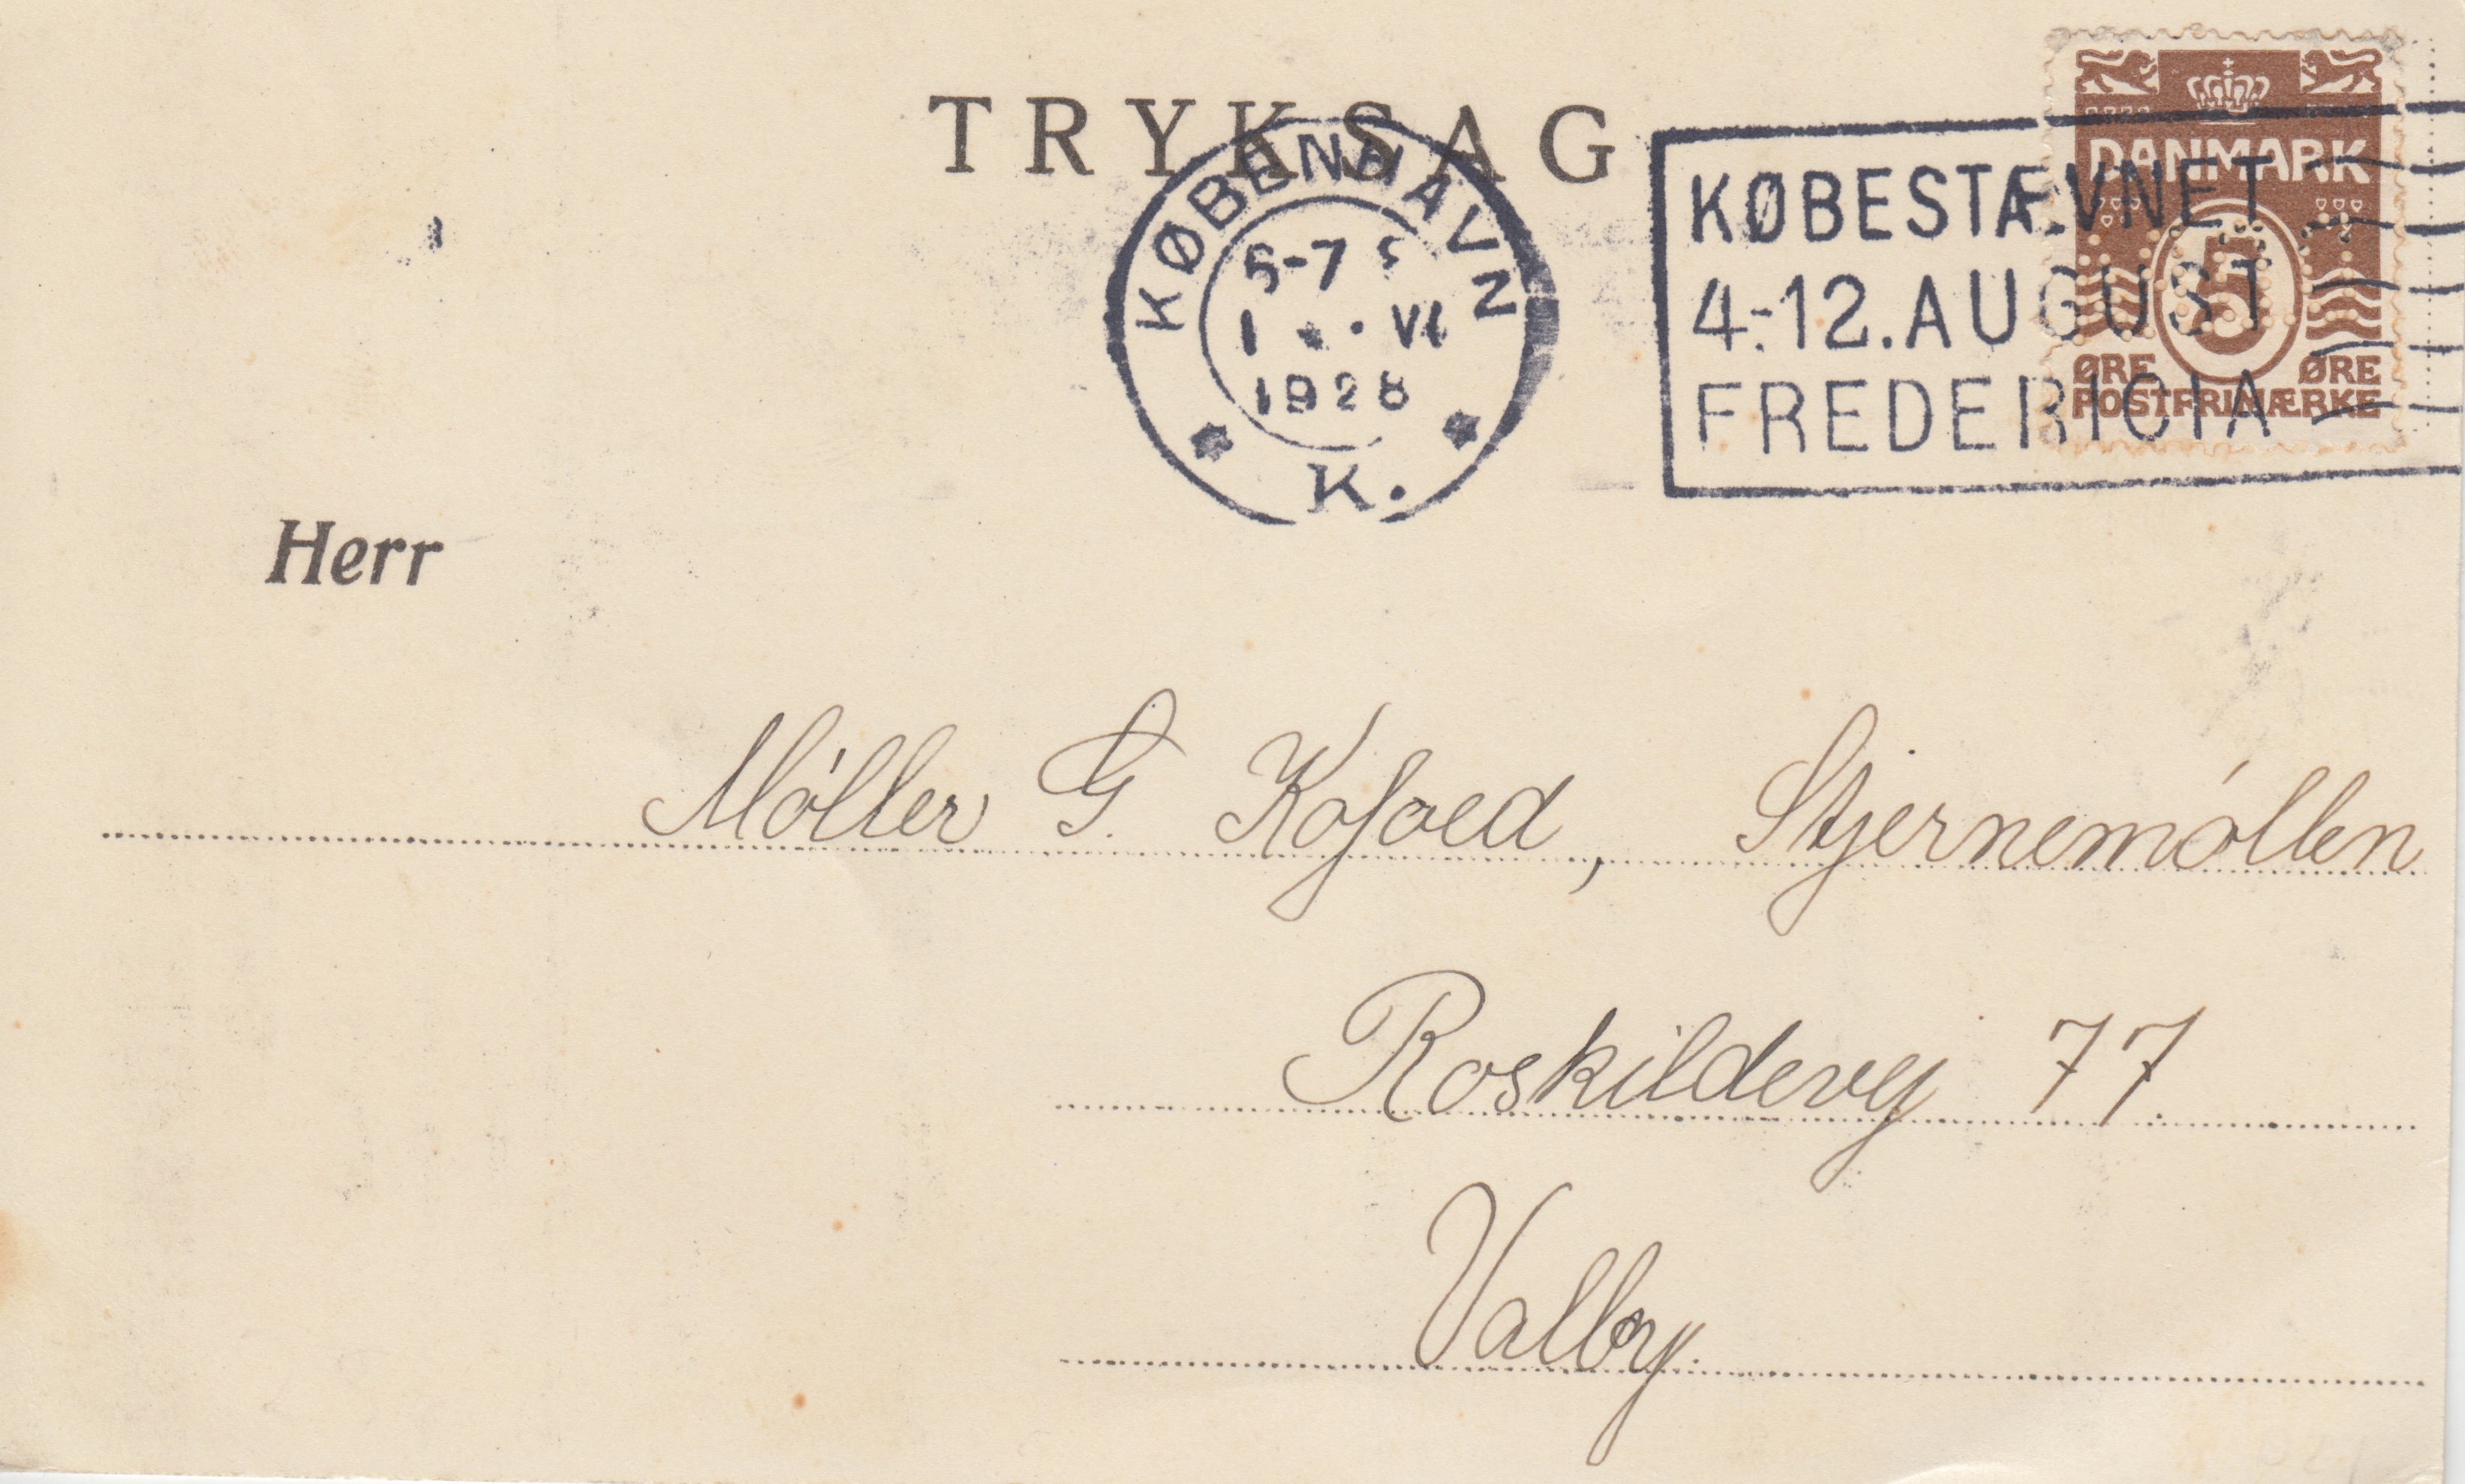 TRYKSAG
KØBENHAVN
6-7
1 VI
1928
K.
KØBESTÆVNET
4-12. AUGUST
FREDERICIA
DANMARK
5
ØRE ØRE
POSTFRIMÆRKE
Herr
Møller G. Kofoed, Stjernemøllen
Roskildevej 77.
Valby.